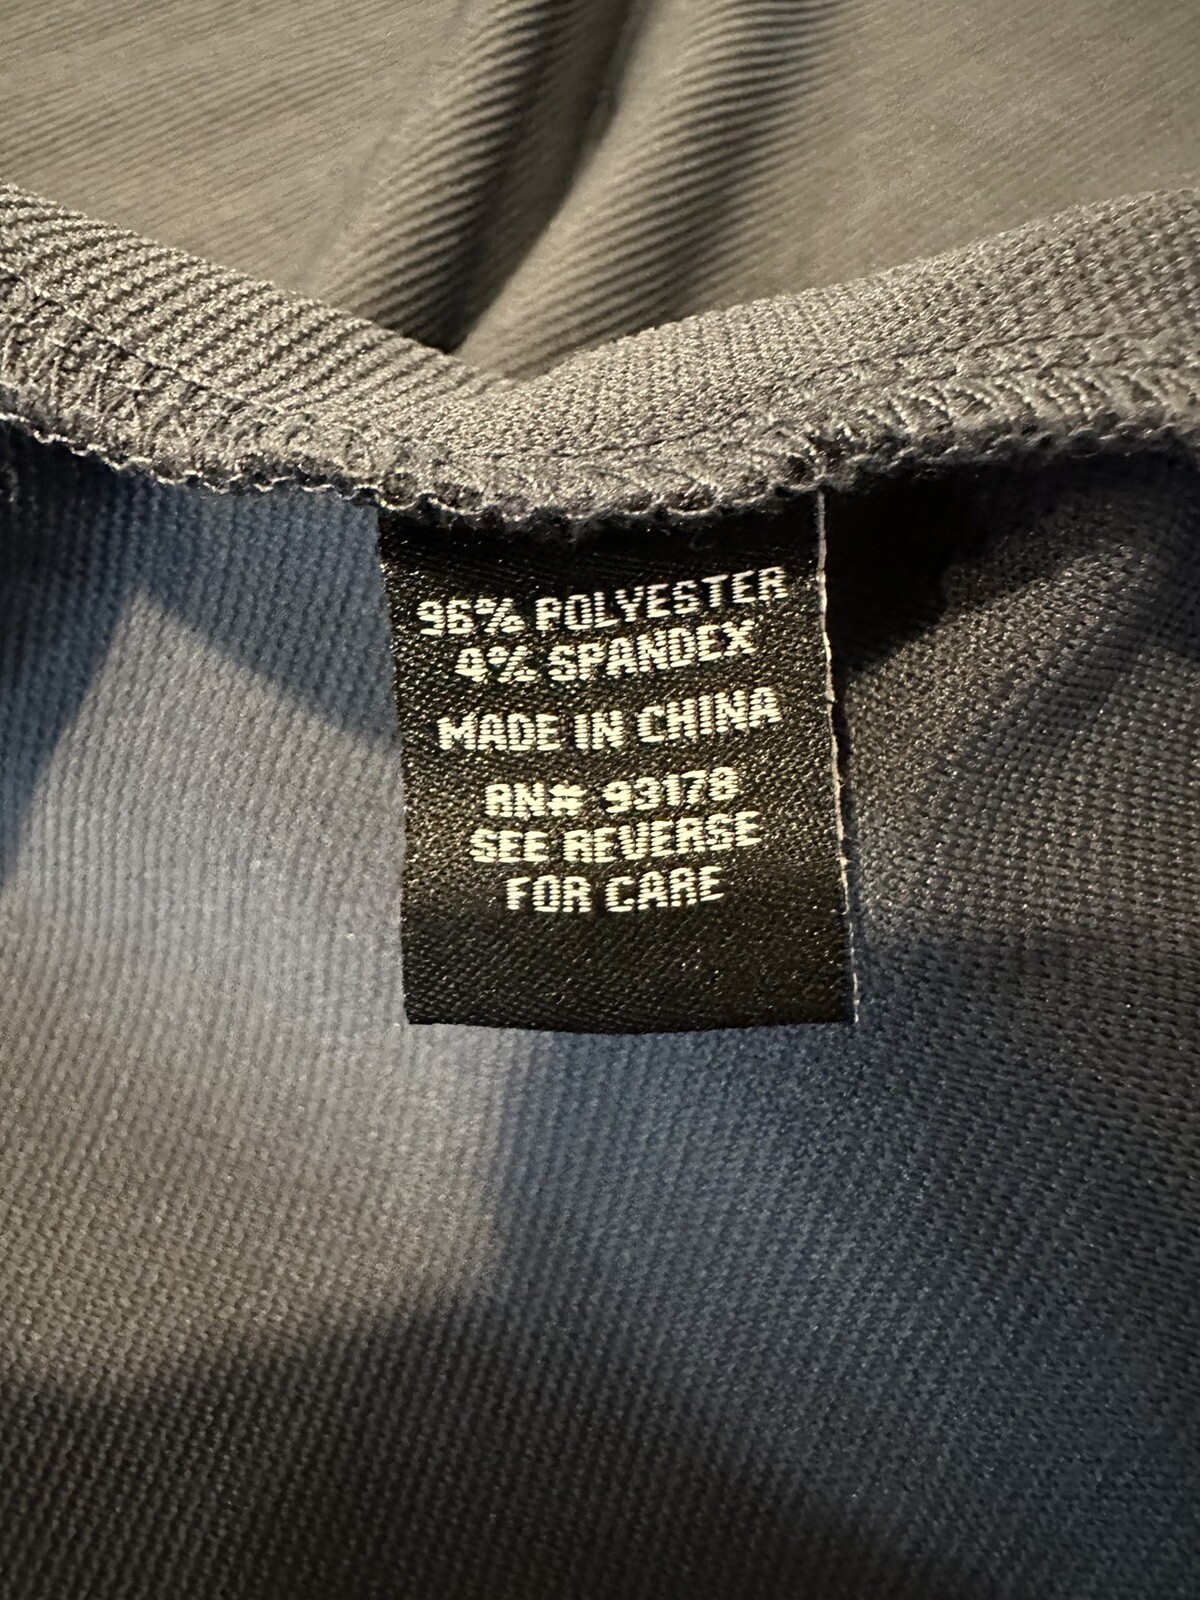 96% POLYESTER
4% SPANDEX
MADE IN CHINA
RN# 93178
SEE REVERSE
FOR CARE